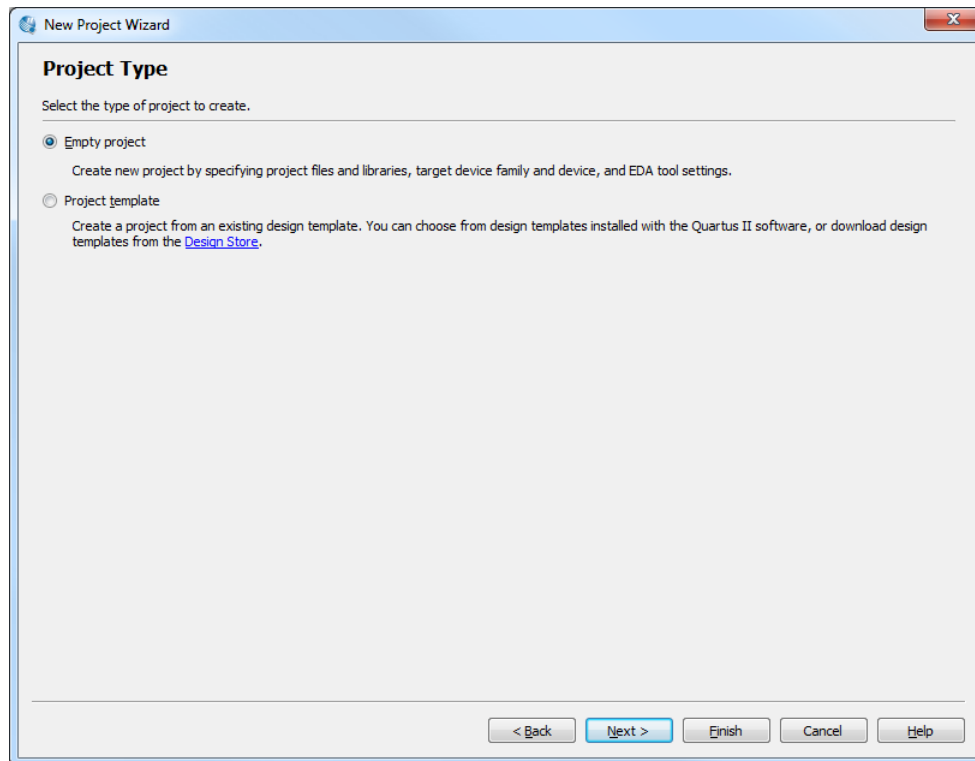 New Project Wizard
Project Type
Select the type of project to create.
Empty project
Create new project by specifying project files and libraries, target device family and device, and EDA tool settings.
Project template
Create a project from an existing design template. You can choose from design templates installed with the Quartus II software, or download design
templates from the Design Store.
< Back Next > Finish Cancel Help